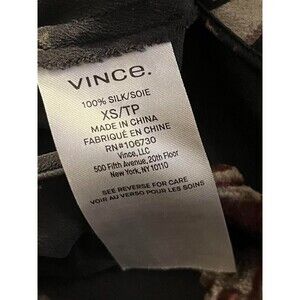 VINCE.
100% SILK/SOIE
XS/TP
MADE IN CHINA
FABRIQUÉ EN CHINE
RN#106730
Vince, LLC
500 Fifth Avenue, 20th Floor
New York, NY 10110
SEE REVERSE FOR CARE
VOIR AU VERSO POUR LES SOINS